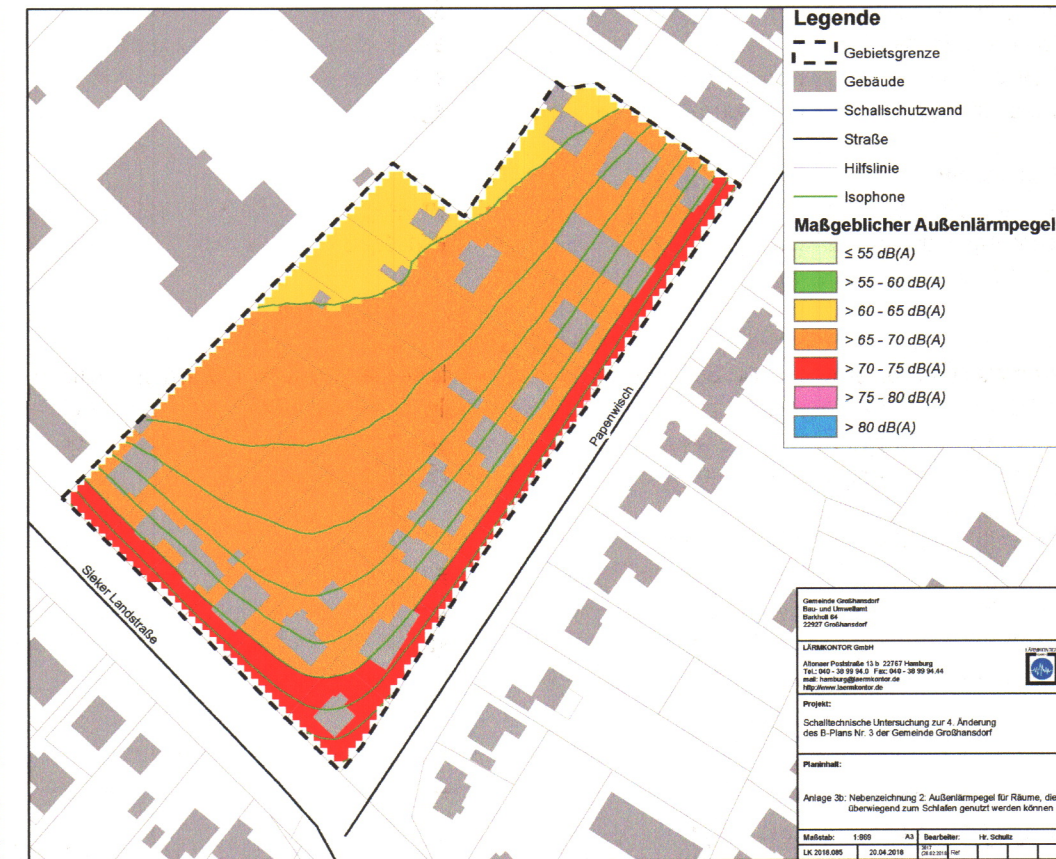 Legende
Gebietsgrenze
Gebäude
Schallschutzwand
Straße
Hilfslinie
Isophone
Maßgeblicher Außenlärmpegel
≤ 55 dB(A)
> 55 - 60 dB(A)
> 60 - 65 dB(A)
> 65 - 70 dB(A)
> 70 - 75 dB(A)
> 75 - 80 dB(A)
> 80 dB(A)
Papenwisch
Sieker Landstraße
Gemeinde Großhansdorf
Bau- und Umweltamt
Barkholt 64
22927 Großhansdorf
LÄRMKONTOR GmbH
Altonaer Poststraße 13 b 22767 Hamburg
Tel.: 040 - 38 99 94.0 Fax: 040 - 38 99 94.44
mail: hamburg@laermkontor.de
http://www.laermkontor.de
Projekt:
Schalltechnische Untersuchung zur 4. Änderung
des B-Plans Nr. 3 der Gemeinde Großhansdorf
Planinhalt:
Anlage 3b: Nebenzeichnung 2: Außenlärmpegel für Räume, die
überwiegend zum Schlafen genutzt werden können
Maßstab: 1:989 A3 Bearbeiter: Hr. Schultz
LK 2016.085 20.04.2018 Ref